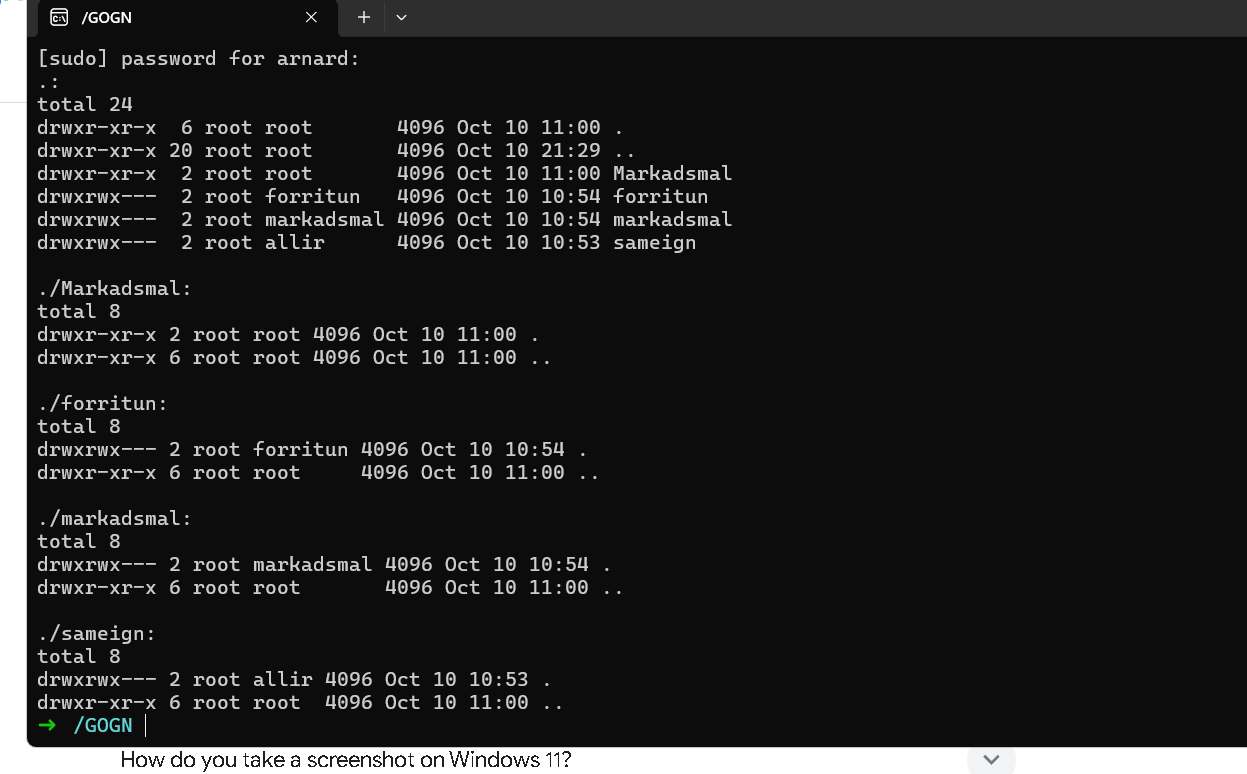 /GOGN
[sudo] password for arnard:
.:
total 24
drwxr-xr-x  6 root root       4096 Oct 10 11:00 .
drwxr-xr-x 20 root root       4096 Oct 10 21:29 ..
drwxr-xr-x  2 root root       4096 Oct 10 11:00 Markadsmal
drwxrwx---  2 root forritun   4096 Oct 10 10:54 forritun
drwxrwx---  2 root markadsmal 4096 Oct 10 10:54 markadsmal
drwxrwx---  2 root allir      4096 Oct 10 10:53 sameign

./Markadsmal:
total 8
drwxr-xr-x 2 root root 4096 Oct 10 11:00 .
drwxr-xr-x 6 root root 4096 Oct 10 11:00 ..

./forritun:
total 8
drwxrwx--- 2 root forritun 4096 Oct 10 10:54 .
drwxr-xr-x 6 root root     4096 Oct 10 11:00 ..

./markadsmal:
total 8
drwxrwx--- 2 root markadsmal 4096 Oct 10 10:54 .
drwxr-xr-x 6 root root       4096 Oct 10 11:00 ..

./sameign:
total 8
drwxrwx--- 2 root allir 4096 Oct 10 10:53 .
drwxr-xr-x 6 root root  4096 Oct 10 11:00 ..
→ /GOGN
How do you take a screenshot on Windows 11?